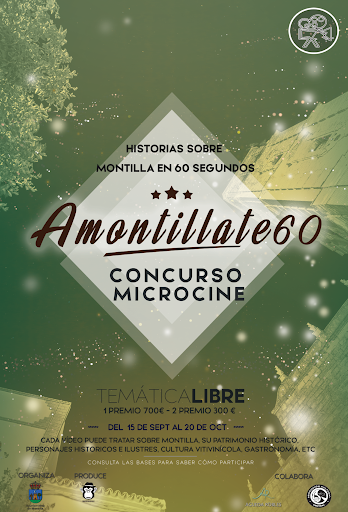 HISTORIAS SOBRE
MONTILLA EN 60 SEGUNDOS
Amontillate60
CONCURSO
MICROCINE
TEMÁTICA LIBRE
1 PREMIO 700€ - 2 PREMIO 300 €
DEL 15 DE SEPT AL 20 DE OCT
CADA VÍDEO PUEDE TRATAR SOBRE MONTILLA, SU PATRIMONIO HISTÓRICO,
PERSONAJES HISTÓRICOS E ILUSTRES, CULTURA VITIVINÍCOLA, GASTRONOMÍA, ETC
CONSULTA LAS BASES PARA SABER CÓMO PARTICIPAR
ORGANIZA PRODUCE COLABORA